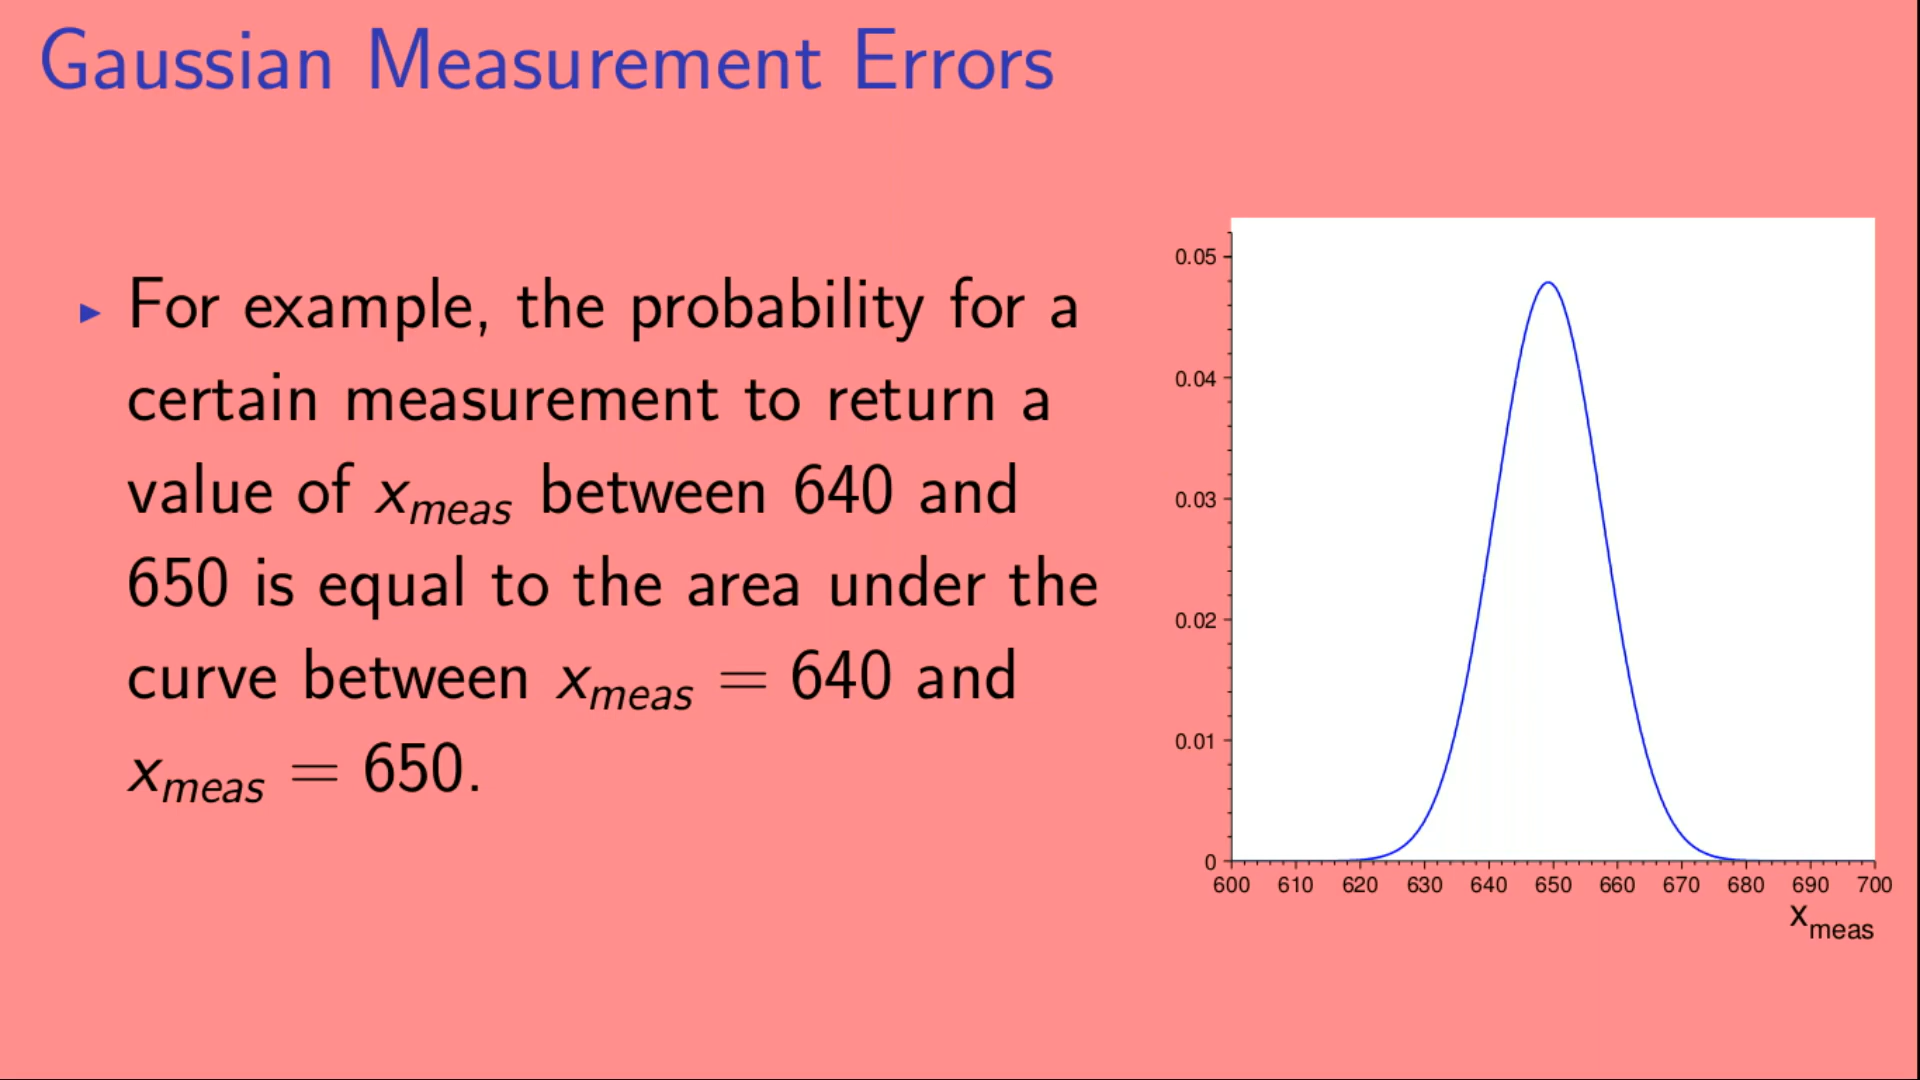 Gaussian Measurement Errors
► For example, the probability for a
certain measurement to return a
value of x_meas between 640 and
650 is equal to the area under the
curve between x_meas = 640 and
x_meas = 650.
0.05
0.04
0.03
0.02
0.01
0
600 610 620 630 640 650 660 670 680 690 700
x_meas